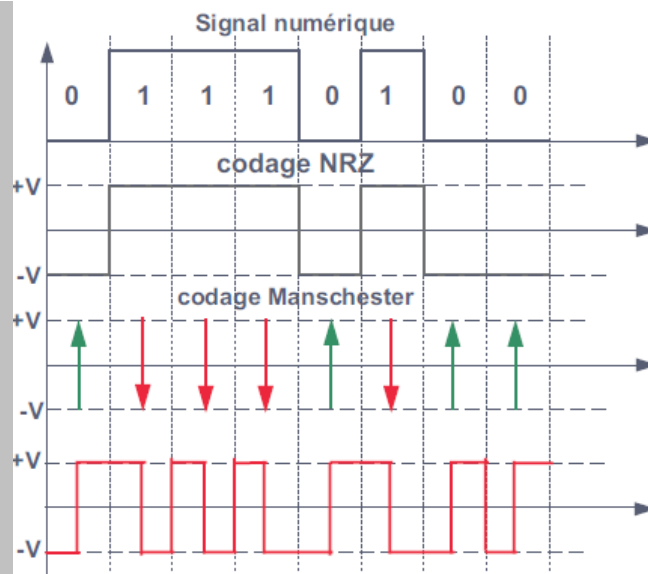 Signal numérique
0 1 1 1 0 1 0 0
codage NRZ
+V
-V
codage Manschester
+V
-V
+V
-V